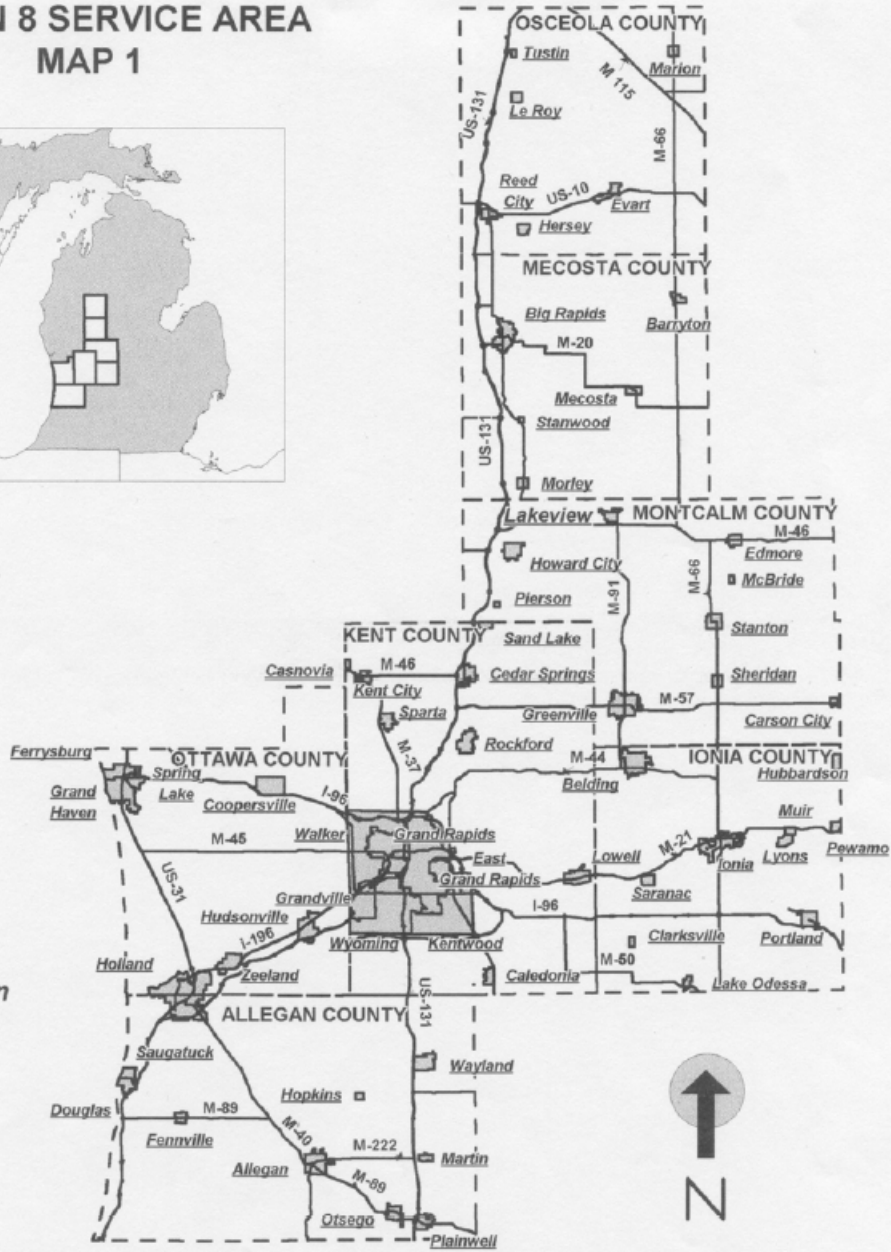 N 8 SERVICE AREA
MAP 1
OSCEOLA COUNTY
Tustin
Marion
M 115
Le Roy
US-131
M-66
Reed
City
US-10
Evart
Hersey
MECOSTA COUNTY
Big Rapids
Barryton
M-20
Mecosta
Stanwood
US-131
Morley
Lakeview
MONTCALM COUNTY
M-46
Edmore
Howard City
McBride
M-91
M-66
Pierson
Stanton
KENT COUNTY
Sand Lake
Casnovia
M-46
Cedar Springs
Sheridan
Kent City
M-57
Sparta
Greenville
Carson City
Rockford
Ferrysburg
OTTAWA COUNTY
M-37
M-44
IONIA COUNTY
Spring
Lake
Hubbardson
Grand
Haven
Coopersville
I-96
Belding
Muir
M-45
Walker
Grand Rapids
M-21
Lyons
Pewamo
East
Grand Rapids
Lowell
Ionia
US-31
Grandville
Saranac
Hudsonville
I-96
i-196
Wyoming
Kentwood
Clarksville
Portland
Holland
Zeeland
Caledonia
M-50
Lake Odessa
n
US-131
ALLEGAN COUNTY
Saugatuck
Wayland
Hopkins
Douglas
M-89
Fennville
M-40
M-222
Allegan
Martin
M-89
Otsego
Plainwell
N